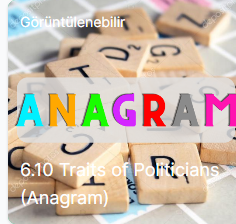 Görüntülenebilir
ANAGRAM
6.10 Traits of Politicians
(Anagram)